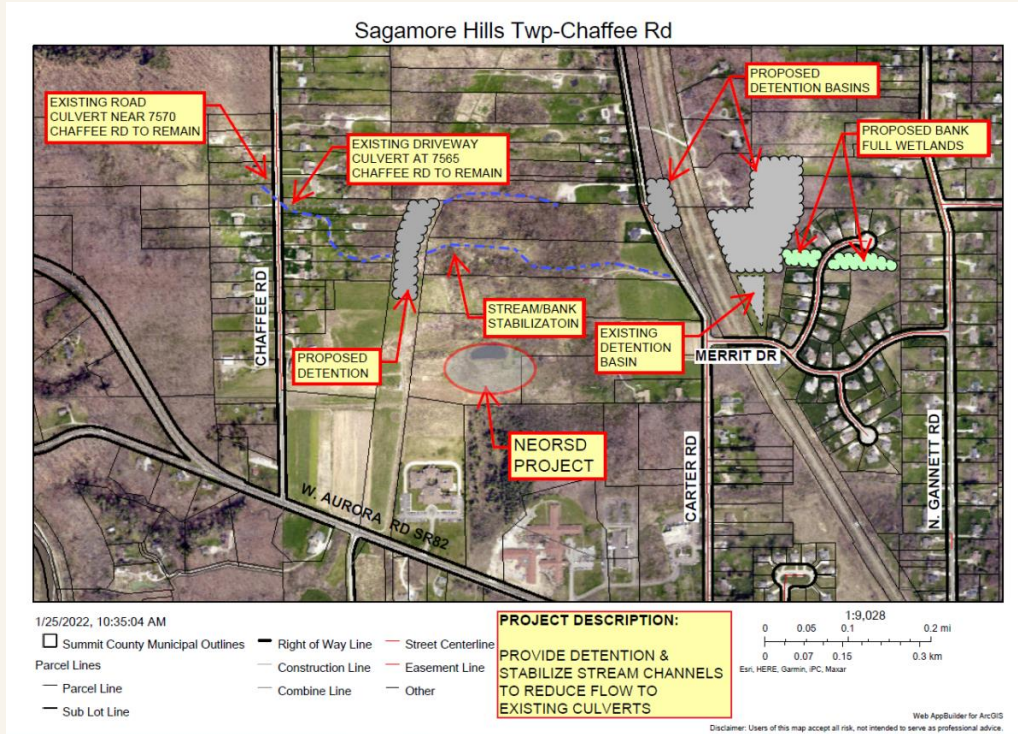 Sagamore Hills Twp-Chaffee Rd
EXISTING ROAD
CULVERT NEAR 7570
CHAFFEE RD TO REMAIN
EXISTING DRIVEWAY
CULVERT AT 7565
CHAFFEE RD TO REMAIN
PROPOSED
DETENTION BASINS
PROPOSED BANK
FULL WETLANDS
CHAFFEE RD
PROPOSED
DETENTION
STREAM/BANK
STABILIZATOIN
EXISTING
DETENTION
BASIN
MERRIT DR
NEORSD
PROJECT
CARTER RD
N. GANNETT RD
W. AURORA RD SR82
1/25/2022, 10:35:04 AM
Summit County Municipal Outlines
Parcel Lines
Parcel Line
Sub Lot Line
Right of Way Line
Construction Line
Combine Line
Street Centerline
Easement Line
Other
PROJECT DESCRIPTION:
PROVIDE DETENTION &
STABILIZE STREAM CHANNELS
TO REDUCE FLOW TO
EXISTING CULVERTS
1:9,028
0 0.05 0.1 0.2 mi
0 0.07 0.15 0.3 km
Esri, HERE, Garmin, iPC, Maxar
Web AppBuilder for ArcGIS
Disclaimer: Users of this map accept all risk, not intended to serve as professional advice.